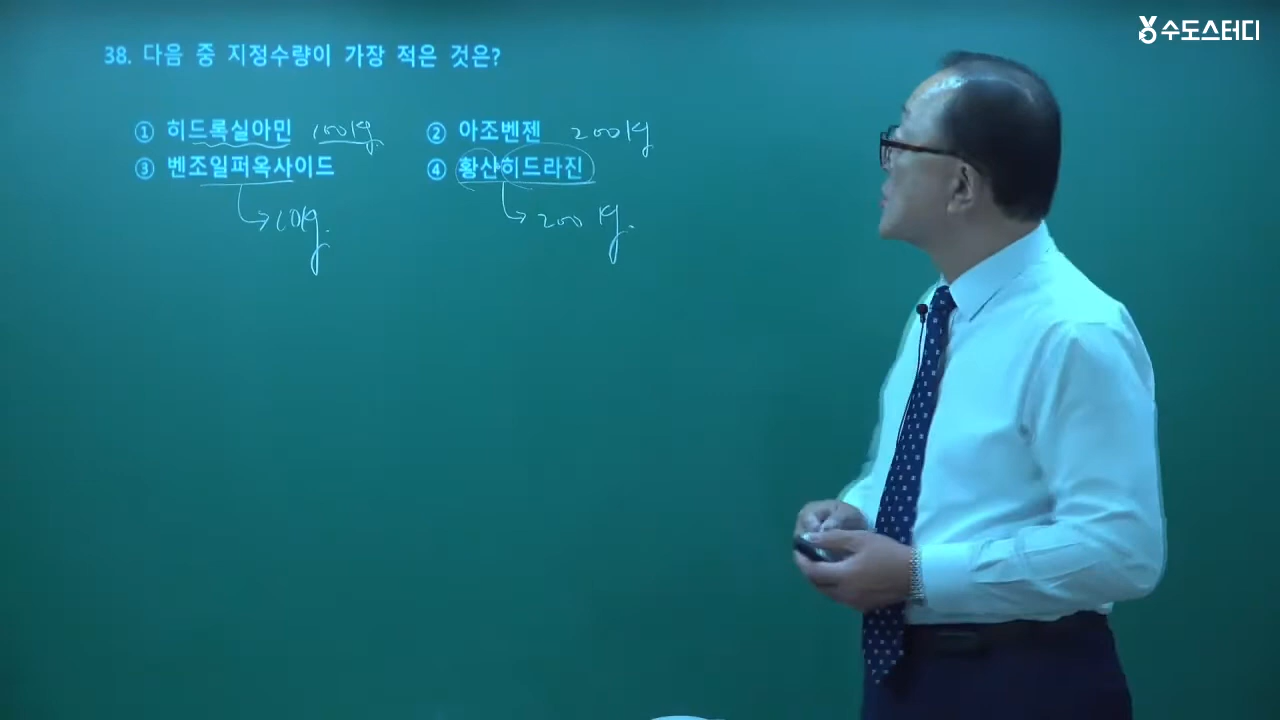 수도스터디
38. 다음 중 지정수량이 가장 적은 것은?
① 히드록실아민 100kg ② 아조벤젠 200kg
③ 벤조일퍼옥사이드 ④ 황산히드라진
10kg. 200kg.